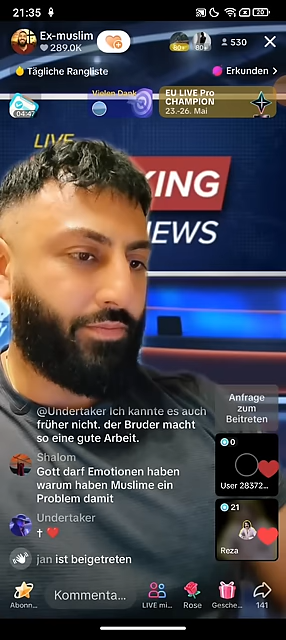 21:35
20
Ex-muslim
289.0K
60+
80+
530
Tägliche Rangliste
Erkunden >
04:47
Vielen Dank
EU LIVE Pro
CHAMPION
23.-26. Mai
LIVE
KING
NEWS
@Undertaker Ich kannte es auch
früher nicht. der Bruder macht
so eine gute Arbeit.
Shalom
Gott darf Emotionen haben
warum haben Muslime ein
Problem damit
Undertaker
jan ist beigetreten
Anfrage
zum
Beitreten
0
User 28372...
21
Reza
Abonn...
Kommenta...
LIVE mi...
Rose
Gesche...
141